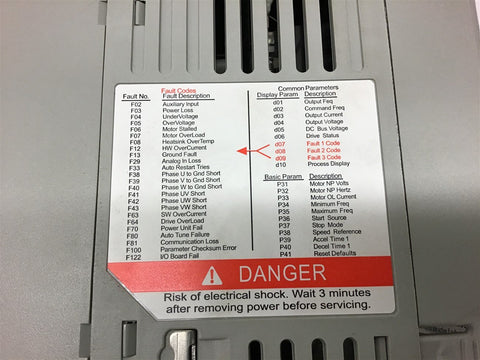 Fault Codes
Fault No. Fault Description
F02 Auxiliary Input
F03 Power Loss
F04 UnderVoltage
F05 OverVoltage
F06 Motor Stalled
F07 Motor OverLoad
F08 Heatsink OverTemp
F12 HW OverCurrent
F13 Ground Fault
F29 Analog In Loss
F33 Auto Restart Tries
F38 Phase U to Gnd Short
F39 Phase V to Gnd Short
F40 Phase W to Gnd Short
F41 Phase UV Short
F42 Phase UW Short
F43 Phase VW Short
F63 SW OverCurrent
F64 Drive OverLoad
F70 Power Unit Fail
F80 Auto Tune Failure
F81 Communication Loss
F100 Parameter Checksum Error
F122 I/O Board Fail
Common Parameters
Display Param Description
d01 Output Feq
d02 Command Freq
d03 Output Current
d04 Output Voltage
d05 DC Bus Voltage
d06 Drive Status
d07 Fault 1 Code
d08 Fault 2 Code
d09 Fault 3 Code
d10 Process Display
Basic Param Description
P31 Motor NP Volts
P32 Motor NP Hertz
P33 Motor OL Current
P34 Minimum Freq
P35 Maximum Freq
P36 Start Source
P37 Stop Mode
P38 Speed Reference
P39 Accel Time 1
P40 Decel Time 1
P41 Reset Defaults
DANGER
Risk of electrical shock. Wait 3 minutes
after removing power before servicing.